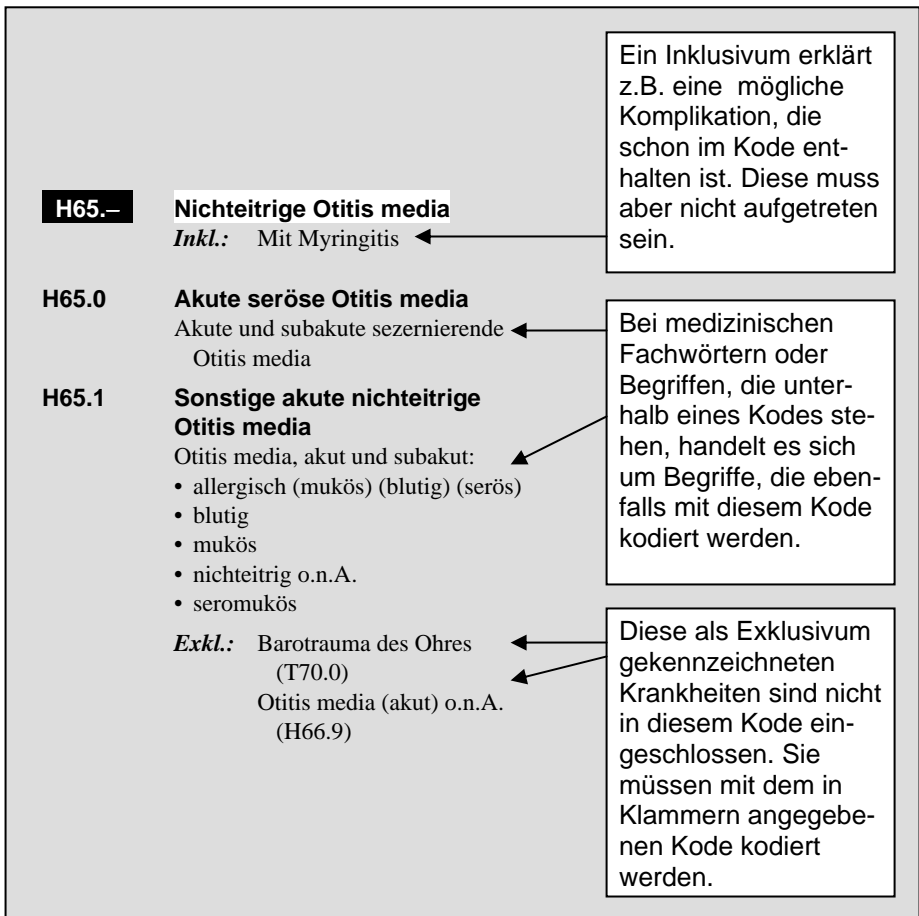 Ein Inklusivum erklärt
z.B. eine mögliche
Komplikation, die
schon im Kode ent-
halten ist. Diese muss
aber nicht aufgetreten
sein.
H65.– Nichteitrige Otitis media
Inkl.: Mit Myringitis
H65.0 Akute seröse Otitis media
Akute und subakute sezernierende
Otitis media
Bei medizinischen
Fachwörtern oder
Begriffen, die unter-
halb eines Kodes ste-
hen, handelt es sich
um Begriffe, die eben-
falls mit diesem Kode
kodiert werden.
H65.1 Sonstige akute nichteitrige
Otitis media
Otitis media, akut und subakut:
• allergisch (mukös) (blutig) (serös)
• blutig
• mukös
• nichteitrig o.n.A.
• seromukös
Exkl.: Barotrauma des Ohres
(T70.0)
Otitis media (akut) o.n.A.
(H66.9)
Diese als Exklusivum
gekennzeichneten
Krankheiten sind nicht
in diesem Kode ein-
geschlossen. Sie
müssen mit dem in
Klammern angegebe-
nen Kode kodiert
werden.